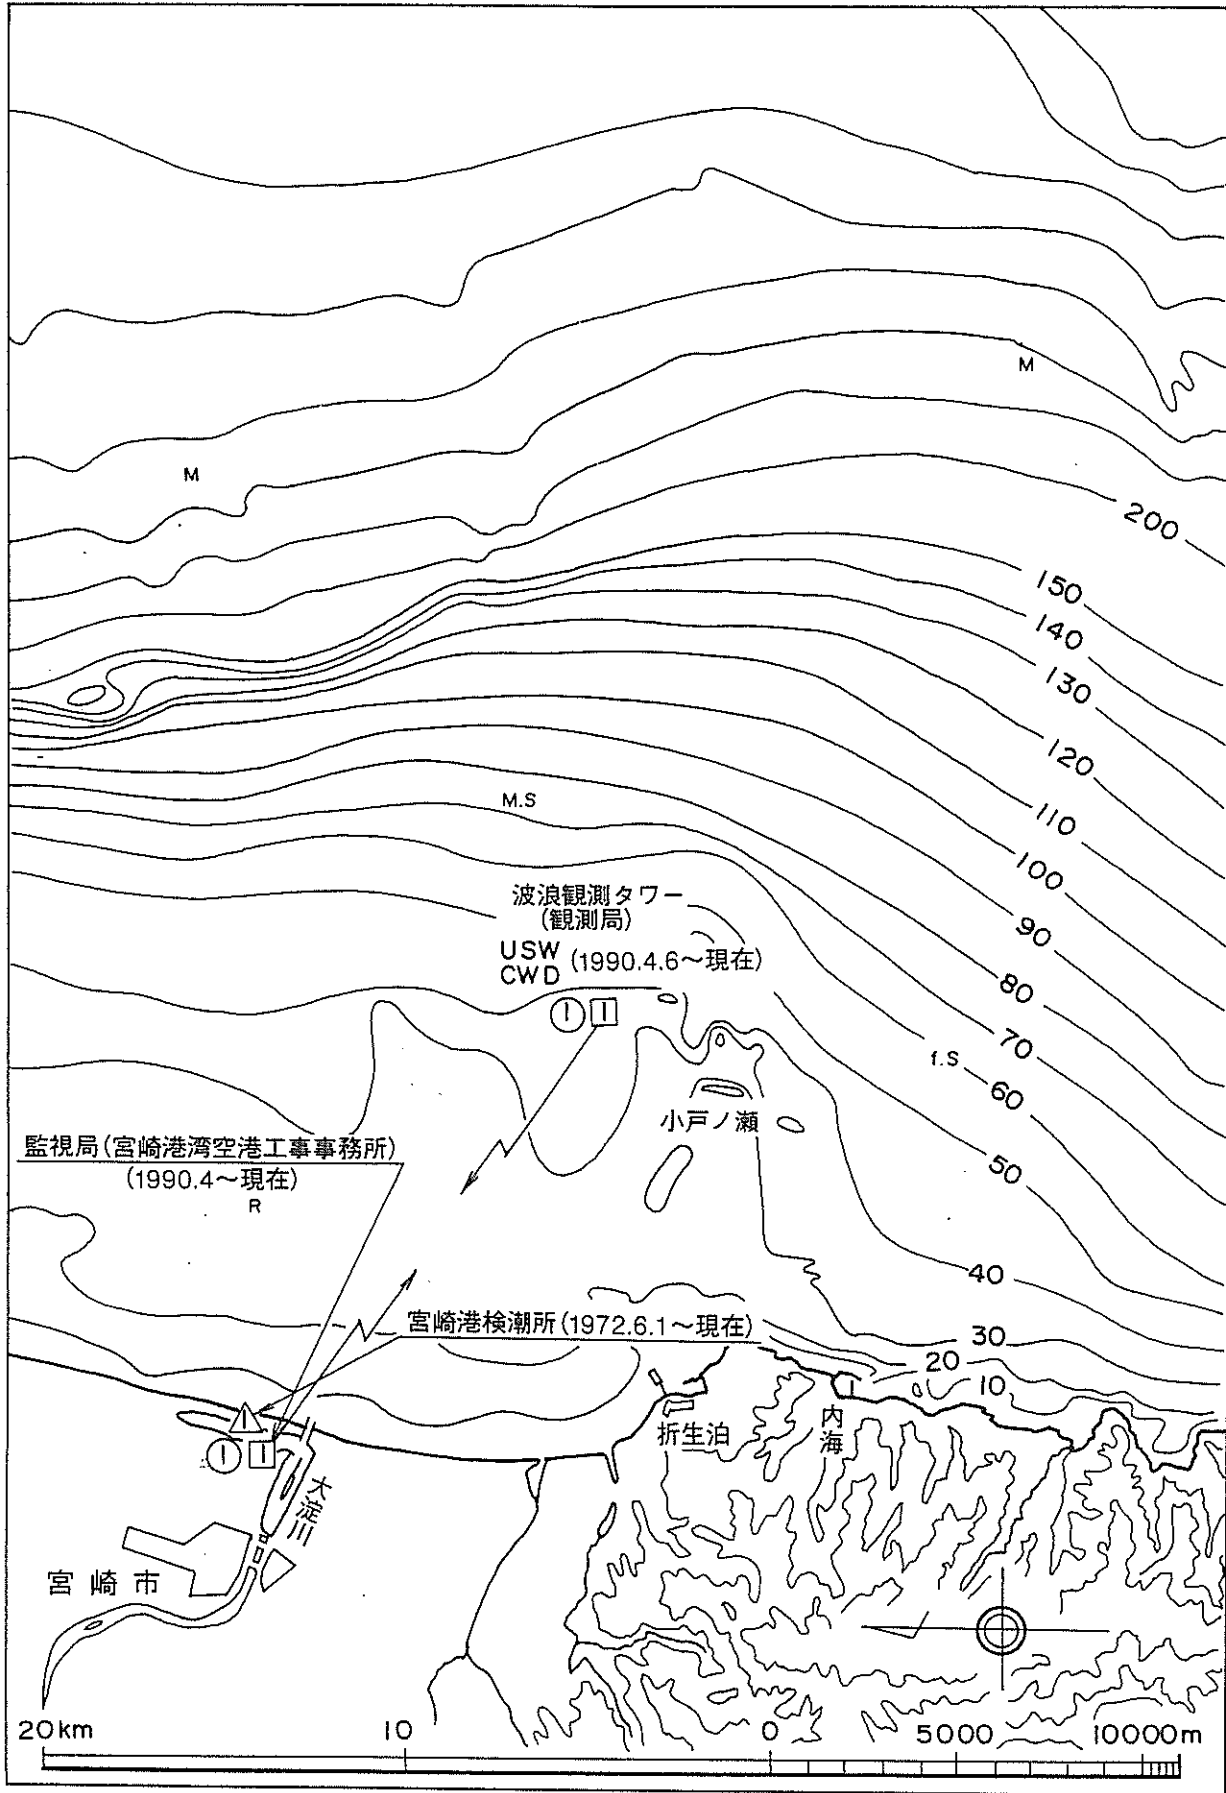 M
M
200
150
140
130
120
110
100
90
80
70
60
50
40
30
20
10
M.S
波浪観測タワー
(観測局)
USW
CWD (1990.4.6～現在)
f.S
小戸ノ瀬
監視局(宮崎港湾空港工事事務所)
(1990.4～現在)
R
宮崎港検潮所(1972.6.1～現在)
折生泊
内海
大淀川
宮崎市
20km 10 0 5000 10000m